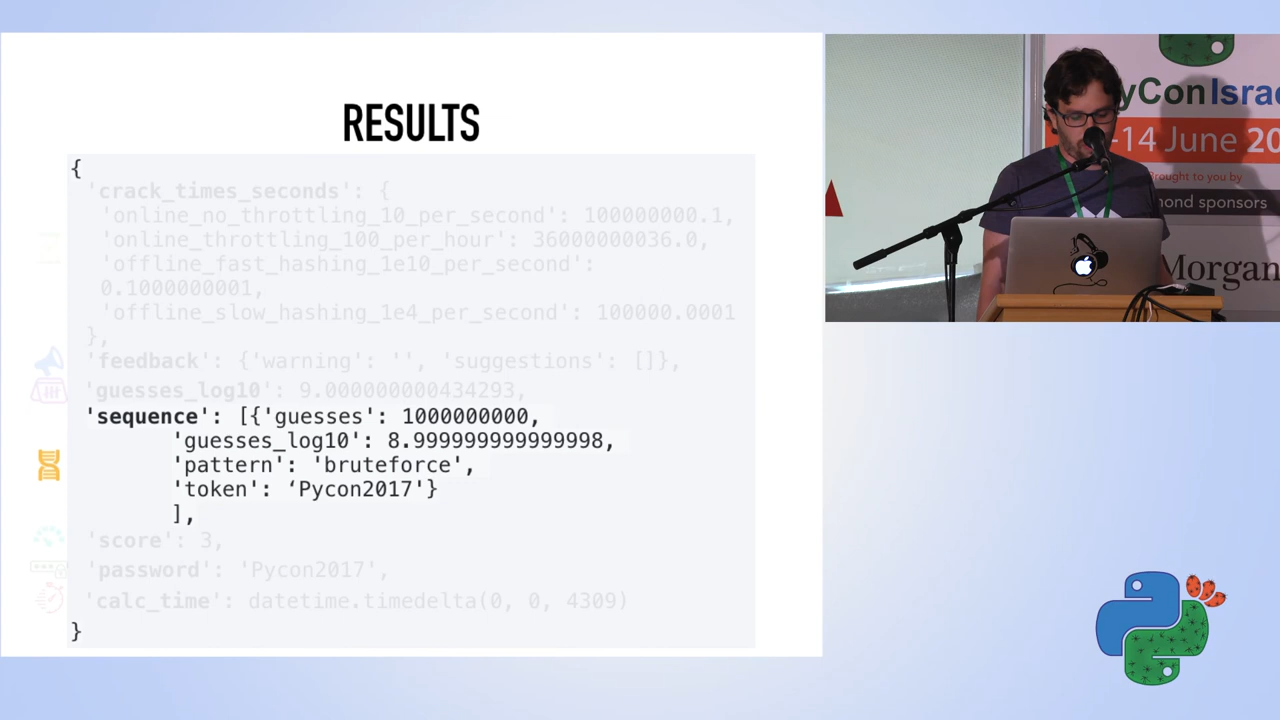 RESULTS
{
'crack_times_seconds': {
'online_no_throttling_10_per_second': 100000000.1,
'online_throttling_100_per_hour': 36000000036.0,
'offline_fast_hashing_1e10_per_second':
0.1000000001,
'offline_slow_hashing_1e4_per_second': 100000.0001
},
'feedback': {'warning': '', 'suggestions': []},
'guesses_log10': 9.000000000434293,
'sequence': [{'guesses': 1000000000,
'guesses_log10': 8.999999999999998,
'pattern': 'bruteforce',
'token': ‘Pycon2017'}
],
'score': 3,
'password': 'Pycon2017',
'calc_time': datetime.timedelta(0, 0, 4309)
}
yCon Israe
-14 June 20
Brought to you by
mond sponsors
Morgan